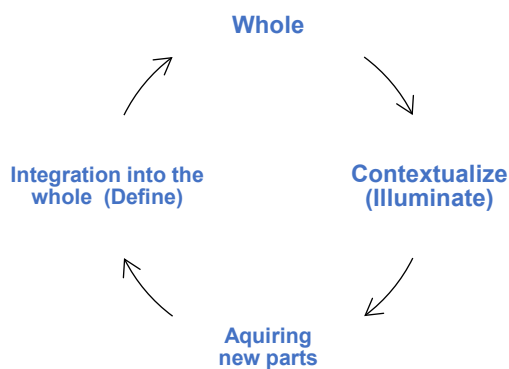 Whole
Contextualize
(Illuminate)
Aquiring
new parts
Integration into the
whole (Define)